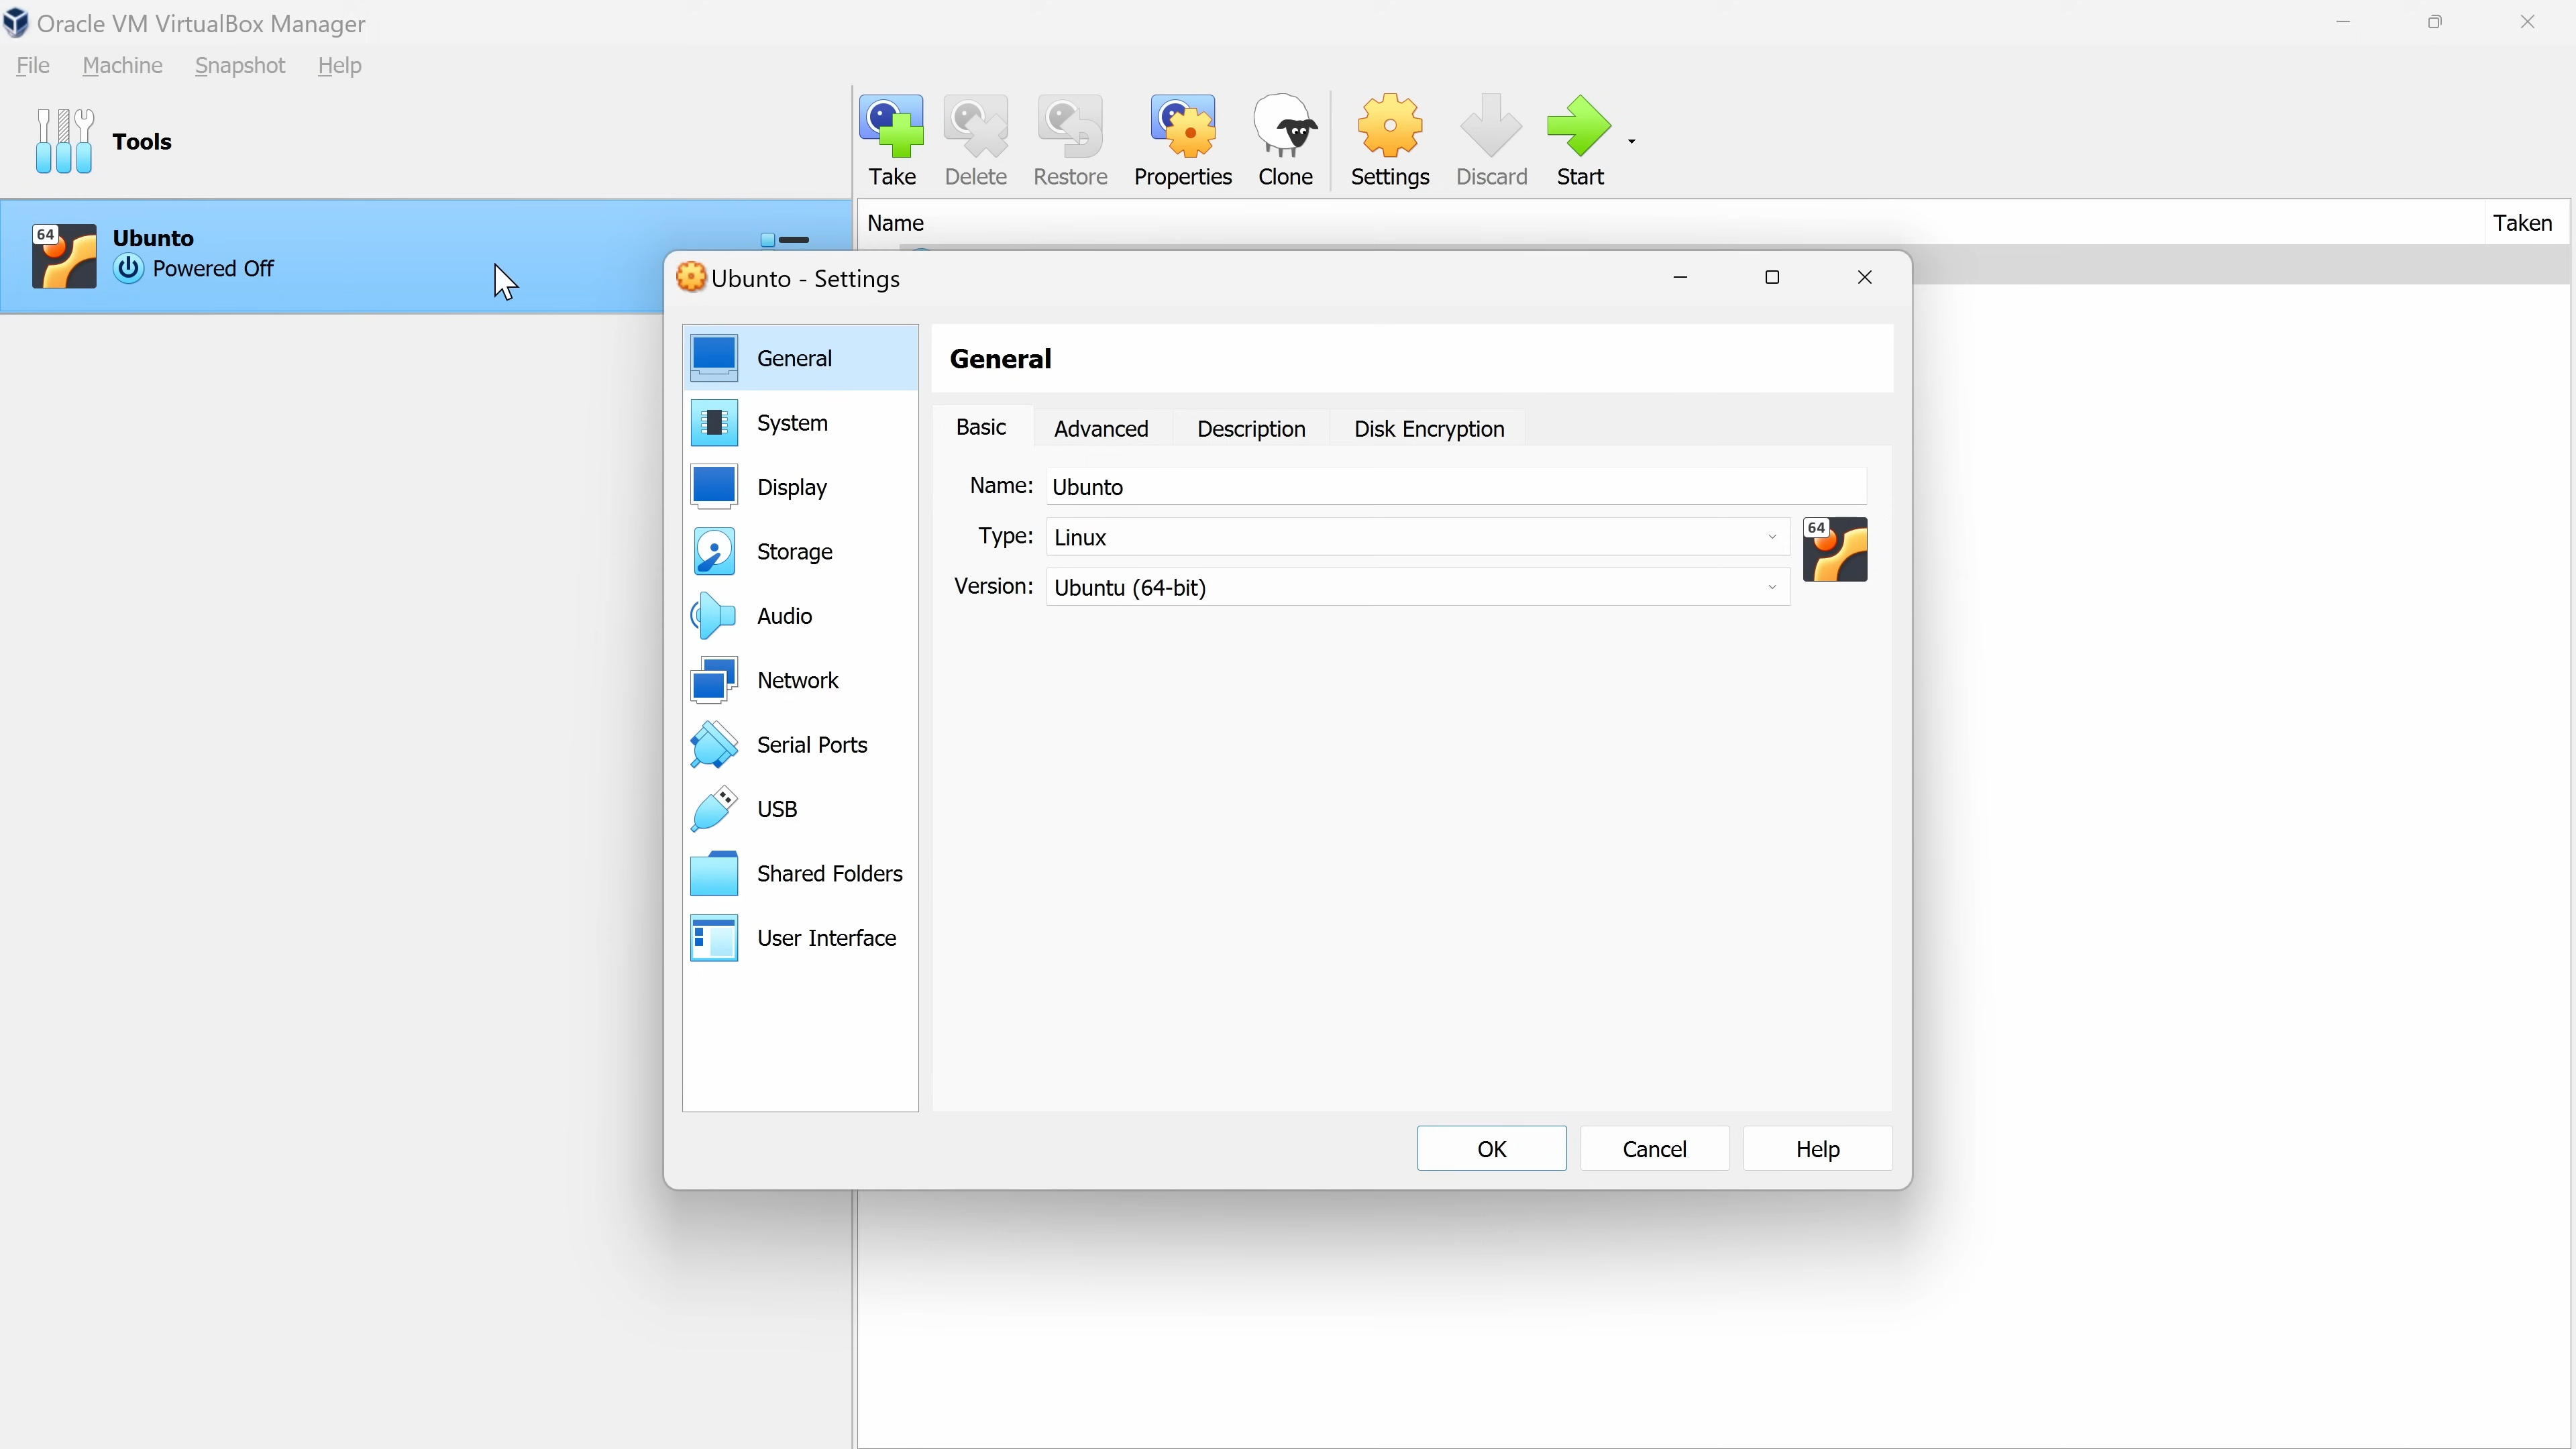 Oracle VM VirtualBox Manager
File Machine Snapshot Help
Tools
Take Delete Restore Properties Clone Settings Discard Start
Name Taken
64 Ubunto
Powered Off
Ubunto - Settings
General
System
Display
Storage
Audio
Network
Serial Ports
USB
Shared Folders
User Interface
General
Basic Advanced Description Disk Encryption
Name: Ubunto
Type: Linux
64
Version: Ubuntu (64-bit)
OK Cancel Help